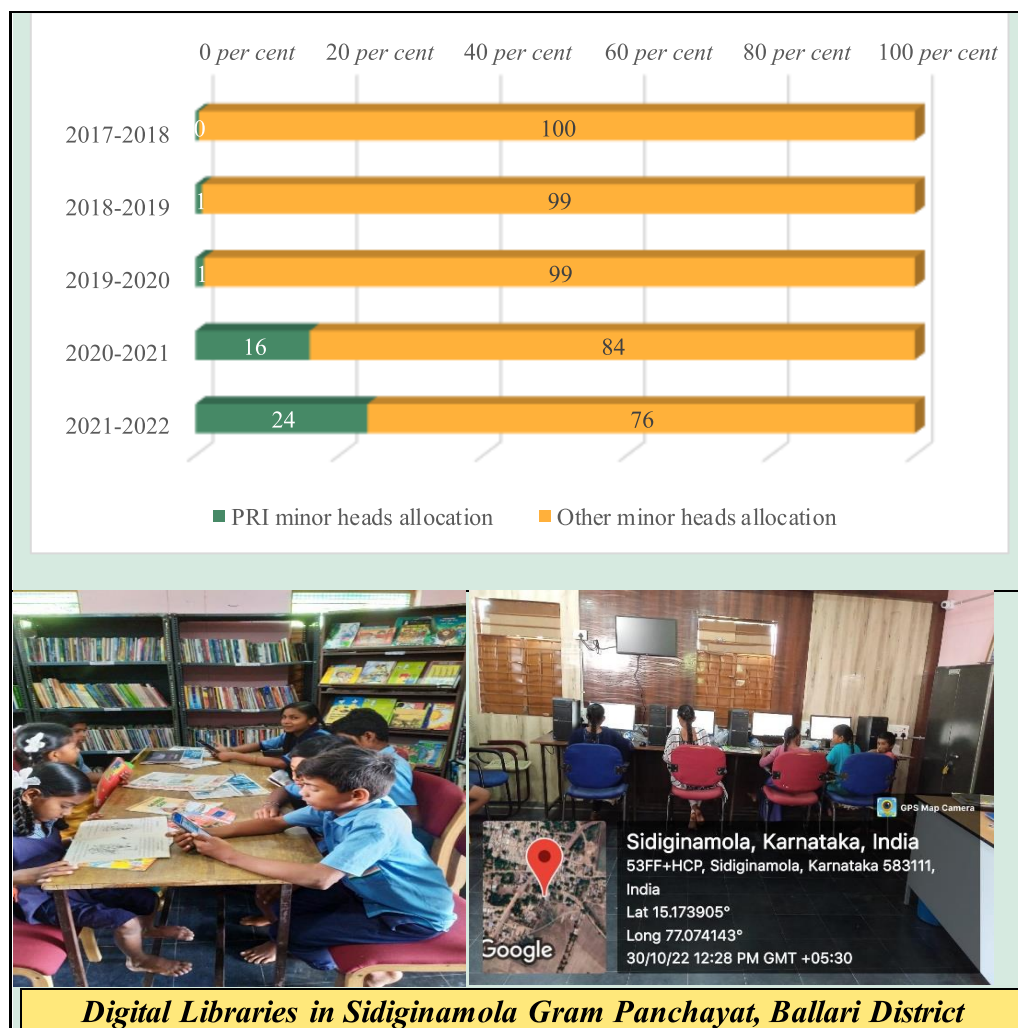 0 per cent 20 per cent 40 per cent 60 per cent 80 per cent 100 per cent
2017-2018 0 100
2018-2019 1 99
2019-2020 1 99
2020-2021 16 84
2021-2022 24 76
PRI minor heads allocation Other minor heads allocation
GPS Map Camera
Sidiginamola, Karnataka, India
53FF+HCP, Sidiginamola, Karnataka 583111,
India
Lat 15.173905°
Long 77.074143°
30/10/22 12:28 PM GMT +05:30
Google
Digital Libraries in Sidiginamola Gram Panchayat, Ballari District